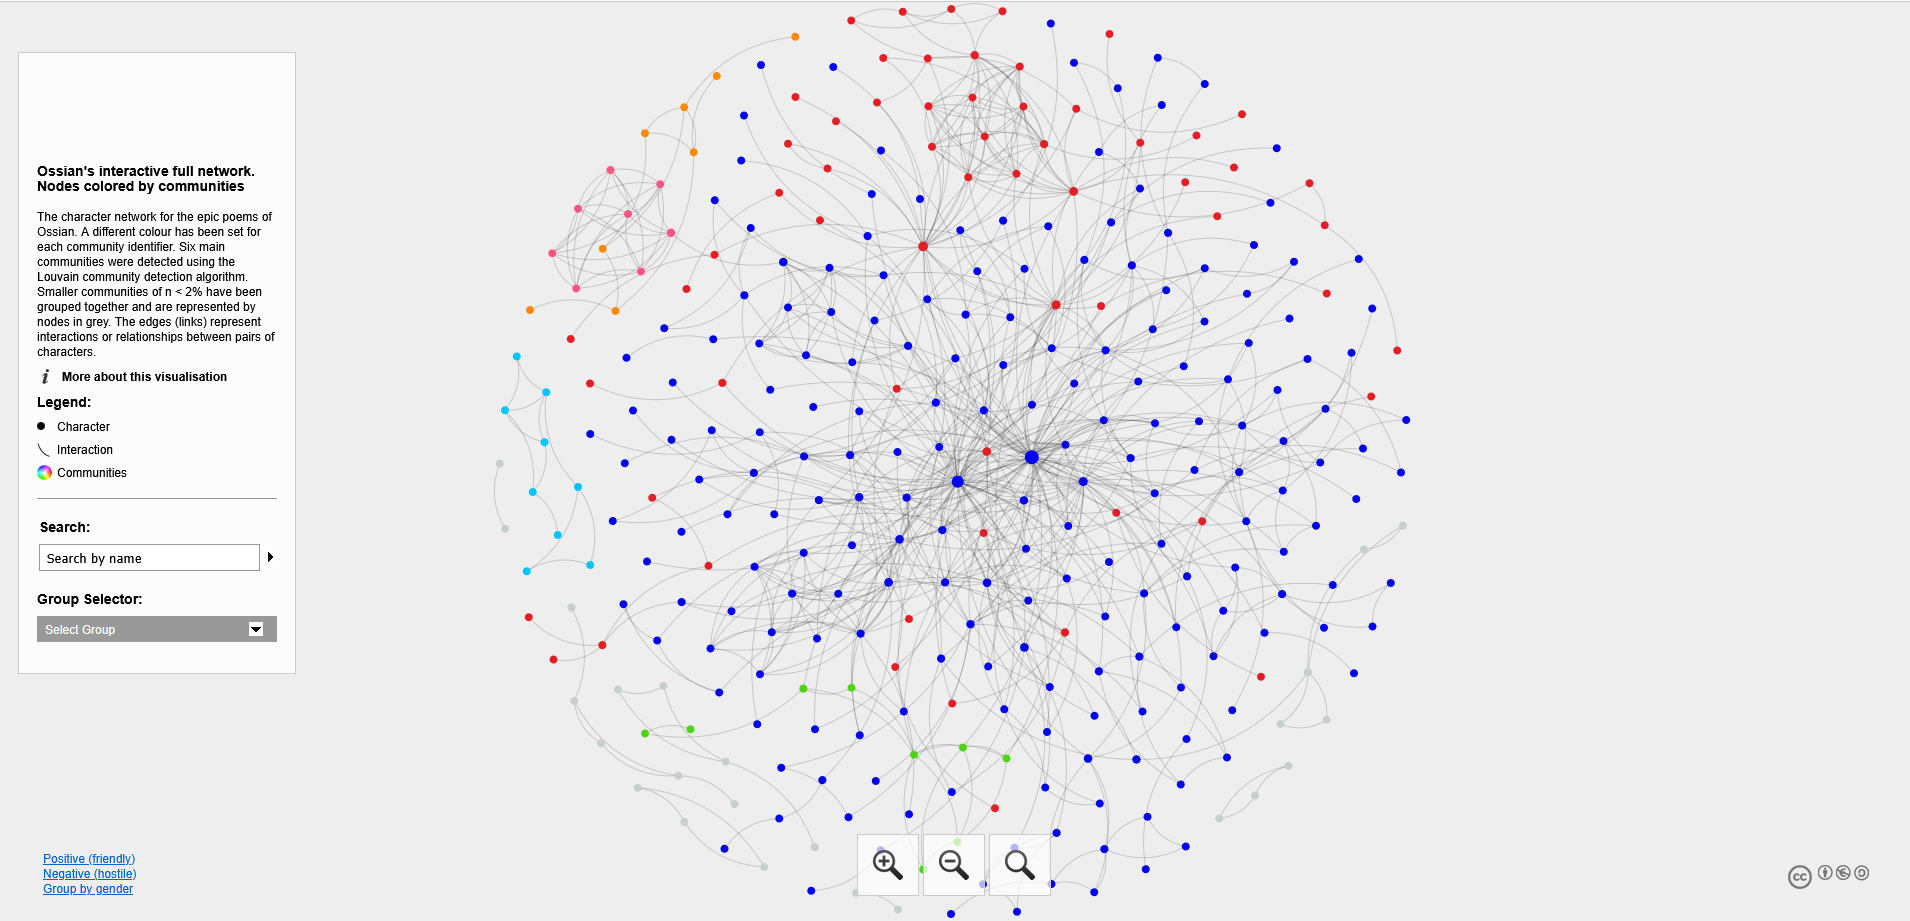 Ossian's interactive full network.
Nodes colored by communities
The character network for the epic poems of
Ossian. A different colour has been set for
each community identifier. Six main
communities were detected using the
Louvain community detection algorithm.
Smaller communities of n < 2% have been
grouped together and are represented by
nodes in grey. The edges (links) represent
interactions or relationships between pairs of
characters.
i More about this visualisation
Legend:
Character
Interaction
Communities
Search:
Search by name
Group Selector:
Select Group
Positive (friendly)
Negative (hostile)
Group by gender
cc